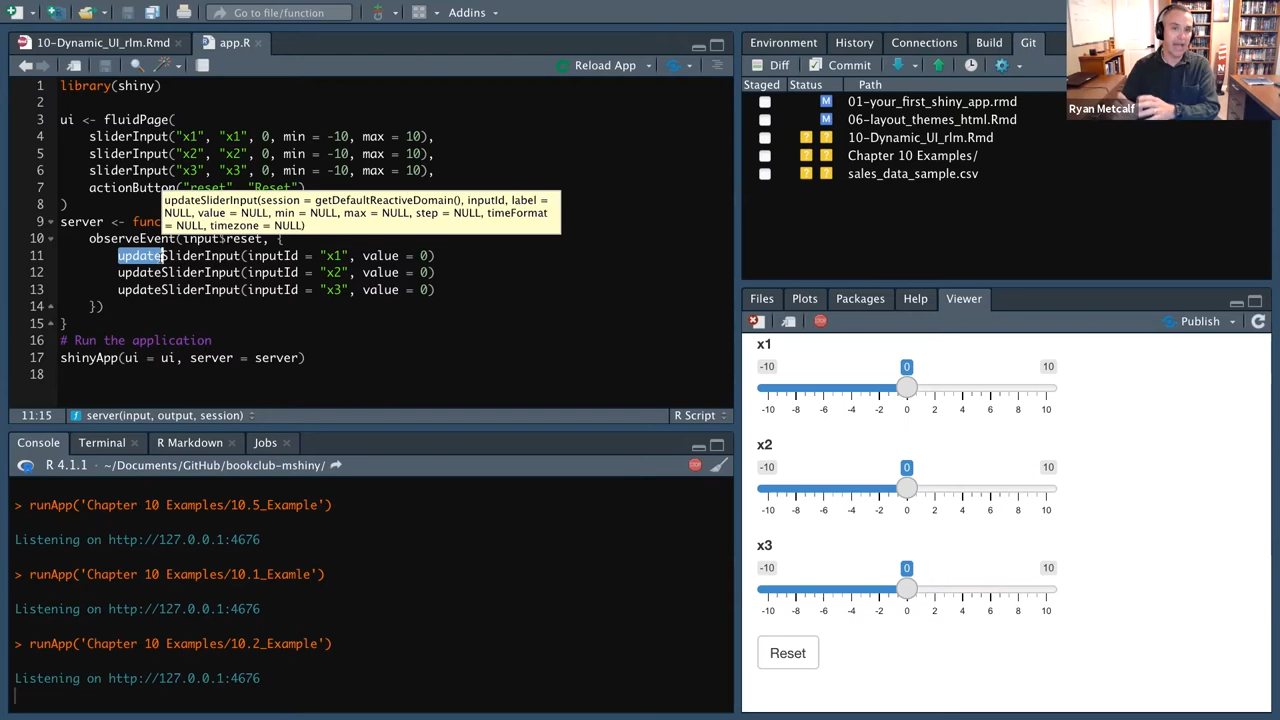 Go to file/function
Addins
10-Dynamic_UI_rlm.Rmd
app.R
Reload App
1 library(shiny)
2
3 ui <- fluidPage(
4 sliderInput("x1", "x1", 0, min = -10, max = 10),
5 sliderInput("x2", "x2", 0, min = -10, max = 10),
6 sliderInput("x3", "x3", 0, min = -10, max = 10),
7 actionButton("reset", "Reset")
8 )
updateSliderInput(session = getDefaultReactiveDomain(), inputId, label =
NULL, value = NULL, min = NULL, max = NULL, step = NULL, timeFormat
= NULL, timezone = NULL)
9 server <- func
10 observeEvent(input$reset, {
11 updateSliderInput(inputId = "x1", value = 0)
12 updateSliderInput(inputId = "x2", value = 0)
13 updateSliderInput(inputId = "x3", value = 0)
14 })
15 }
16 # Run the application
17 shinyApp(ui = ui, server = server)
18
11:15 server(input, output, session) R Script
Console Terminal R Markdown Jobs
R 4.1.1 · ~/Documents/GitHub/bookclub-mshiny/
> runApp('Chapter 10 Examples/10.5_Example')
Listening on http://127.0.0.1:4676
> runApp('Chapter 10 Examples/10.1_Examle')
Listening on http://127.0.0.1:4676
> runApp('Chapter 10 Examples/10.2_Example')
Listening on http://127.0.0.1:4676
Environment History Connections Build Git
Diff Commit
Staged Status Path
M 01-your_first_shiny_app.rmd
M 06-layout_themes_html.Rmd
? ? 10-Dynamic_UI_rlm.Rmd
? ? Chapter 10 Examples/
? ? sales_data_sample.csv
Ryan Metcalf
Files Plots Packages Help Viewer
Publish
x1
-10 0 10
-10 -8 -6 -4 -2 0 2 4 6 8 10
x2
-10 0 10
-10 -8 -6 -4 -2 0 2 4 6 8 10
x3
-10 0 10
-10 -8 -6 -4 -2 0 2 4 6 8 10
Reset